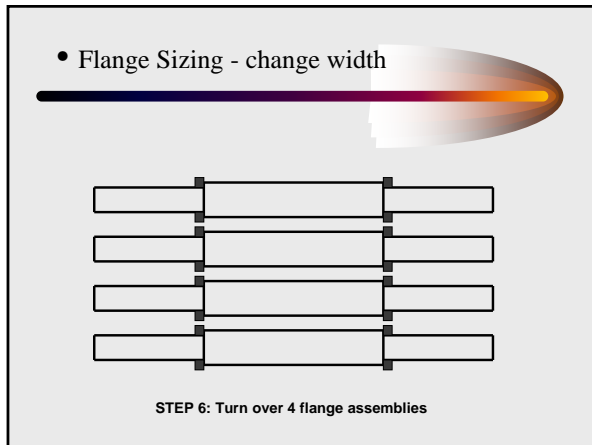 • Flange Sizing - change width
STEP 6: Turn over 4 flange assemblies